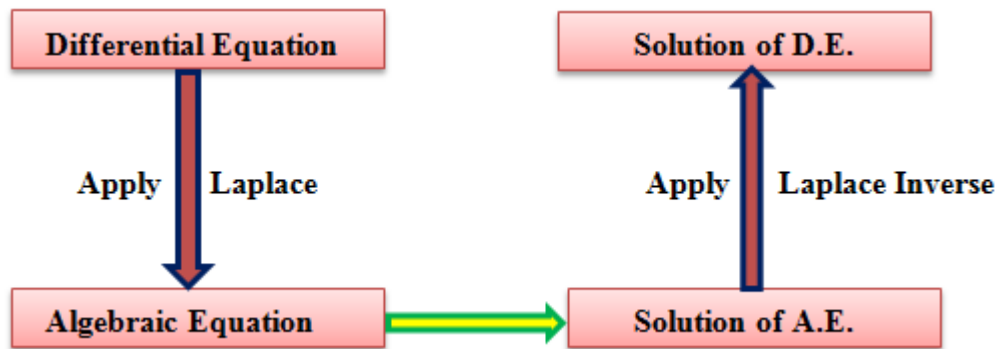 Differential Equation
Solution of D.E.
Apply Laplace
Apply Laplace Inverse
Algebraic Equation
Solution of A.E.